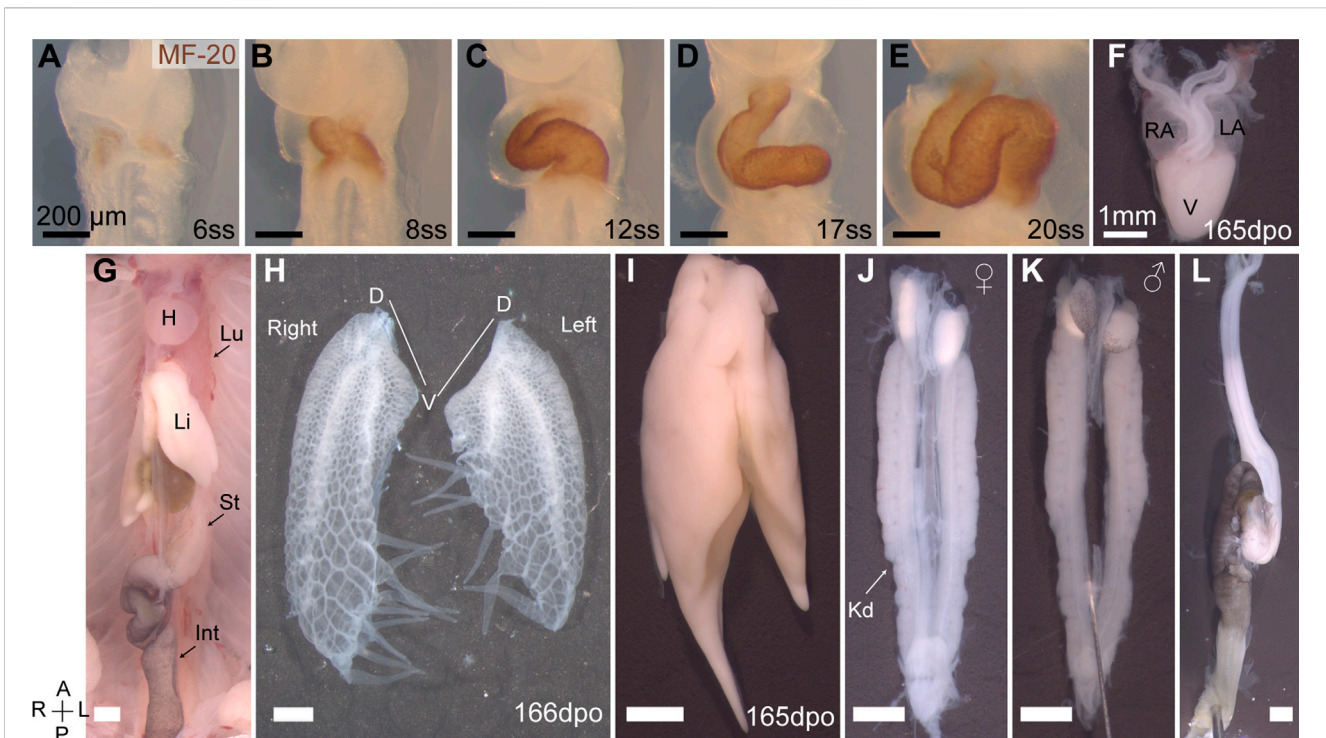 A
MF-20
200 µm
6ss
B
8ss
C
12ss
D
17ss
E
20ss
F
RA
LA
V
1mm
165dpo
G
H
Lu
Li
St
Int
A
R L
P
H
D
D
Right
Left
V
166dpo
I
165dpo
J
♀
Kd
K
♂
L